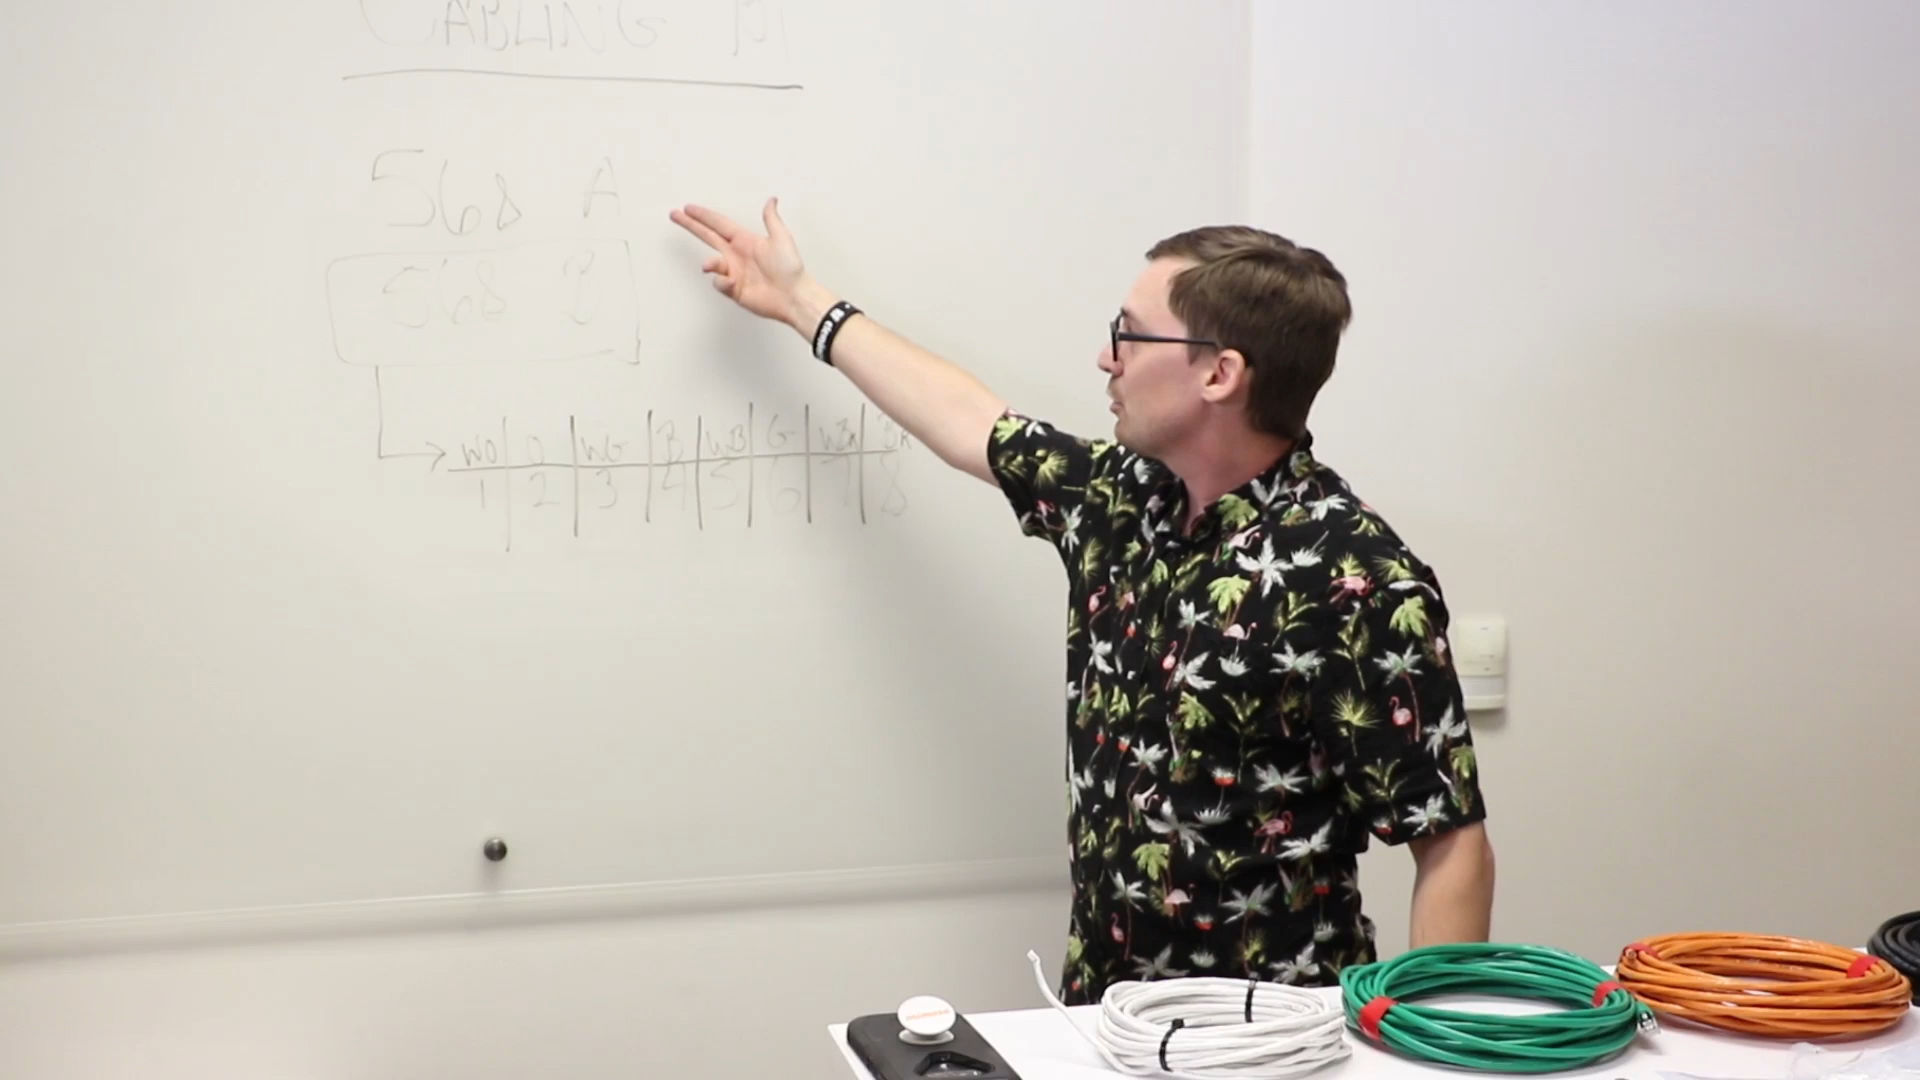 CABLING 101
568 A
568 B
WO O WG B WB G WBR BR
1 2 3 4 5 6 7 8